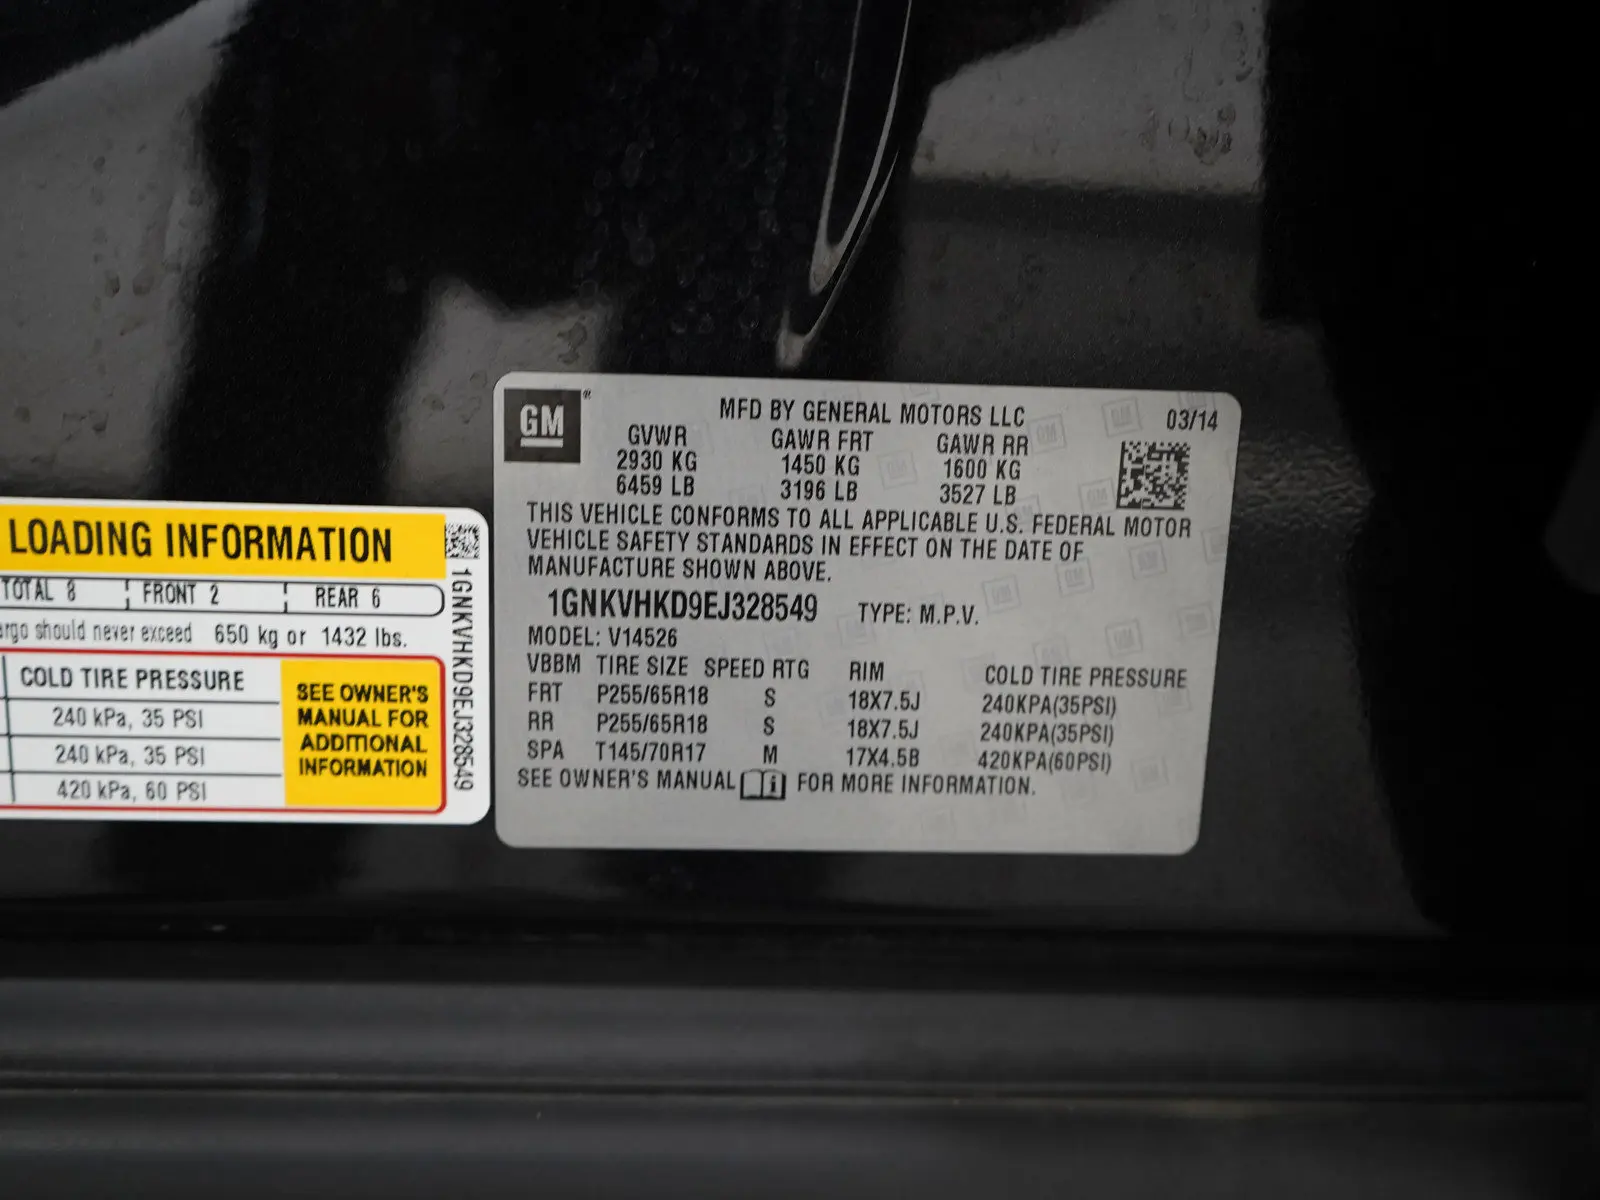 LOADING INFORMATION
TOTAL 8 FRONT 2 REAR 6
should never exceed 650 kg or 1432 lbs.
COLD TIRE PRESSURE
240 kPa, 35 PSI
240 kPa, 35 PSI
420 kPa, 60 PSI
SEE OWNER'S
MANUAL FOR
ADDITIONAL
INFORMATION
1GNKVHKD9EJ328549
GM®
MFD BY GENERAL MOTORS LLC 03/14
GVWR GAWR FRT GAWR RR
2930 KG 1450 KG 1600 KG
6459 LB 3196 LB 3527 LB
THIS VEHICLE CONFORMS TO ALL APPLICABLE U.S. FEDERAL MOTOR
VEHICLE SAFETY STANDARDS IN EFFECT ON THE DATE OF
MANUFACTURE SHOWN ABOVE.
1GNKVHKD9EJ328549 TYPE: M.P.V.
MODEL: V14526
VBBM TIRE SIZE SPEED RTG RIM COLD TIRE PRESSURE
FRT P255/65R18 S 18X7.5J 240KPA(35PSI)
RR P255/65R18 S 18X7.5J 240KPA(35PSI)
SPA T145/70R17 M 17X4.5B 420KPA(60PSI)
SEE OWNER'S MANUAL i FOR MORE INFORMATION.